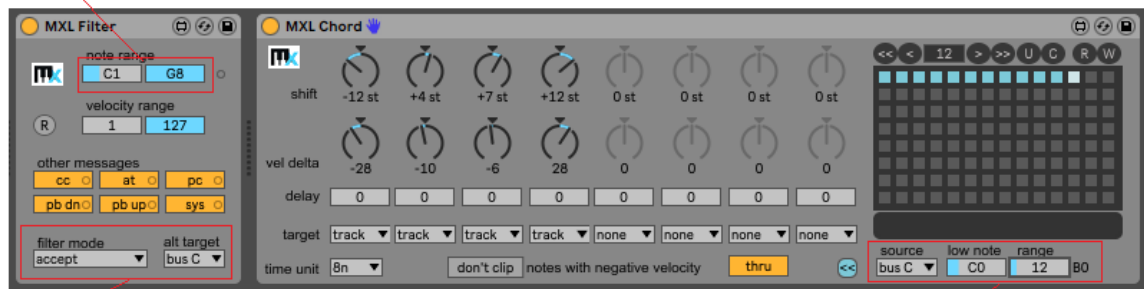 MXL Filter
note range
C1 G8
velocity range
R 1 127
other messages
cc at pc
pb dn pb up sys
filter mode alt target
accept bus C
MXL Chord
<< < 12 > >> U C R W
shift -12 st +4 st +7 st +12 st 0 st 0 st 0 st 0 st
vel delta -28 -10 -6 28 0 0 0 0
delay 0 0 0 0 0 0 0 0
target track track track track none none none none
time unit 8n don't clip notes with negative velocity thru <<
source low note range
bus C C0 12 B0